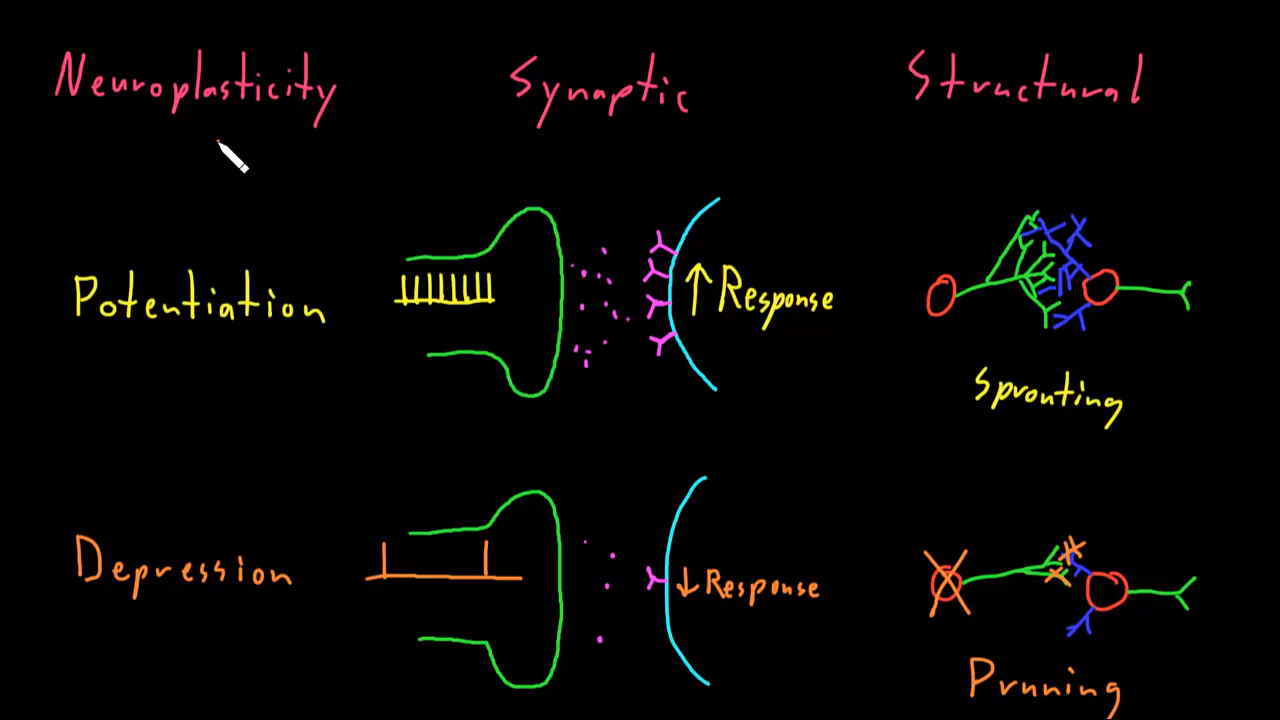 Neuroplasticity Synaptic Structural
Potentiation ↑ Response
Sprouting
Depression ↓ Response
Pruning